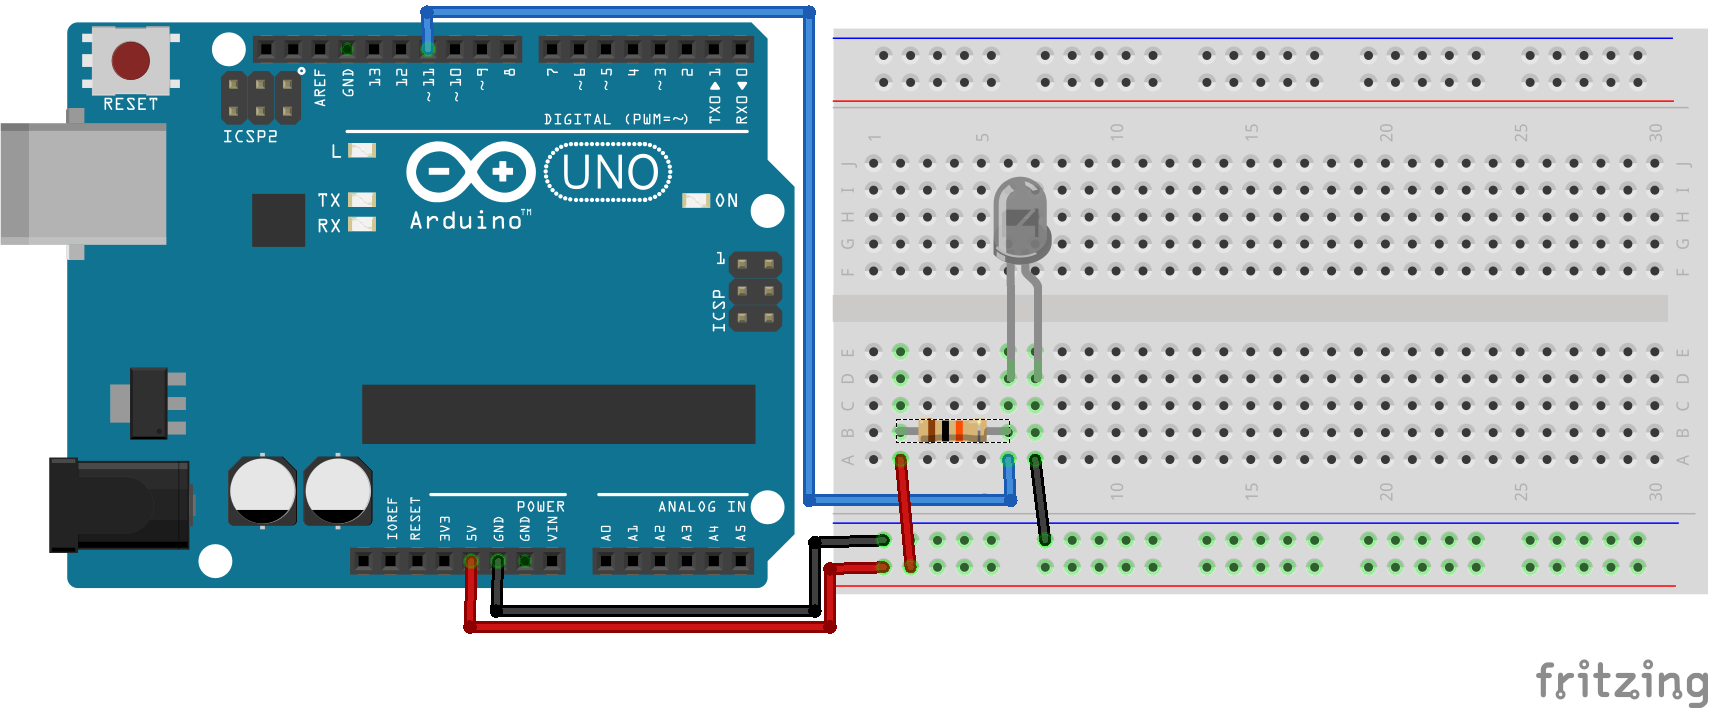 RESET
ICSP2
AREF
GND
13
12
~11
~10
~9
8
7
~6
~5
4
~3
2
TX0▶1
RX0◀0
DIGITAL (PWM=~)
L
TX
RX
UNO
ON
Arduino™
1
ICSP
IOREF
RESET
3V3
5V
GND
GND
VIN
POWER
ANALOG IN
A0
A1
A2
A3
A4
A5
1
5
10
15
20
25
30
J
J
I
I
H
H
G
G
F
F
E
E
D
D
C
C
B
B
A
A
10
15
20
25
30
fritzing